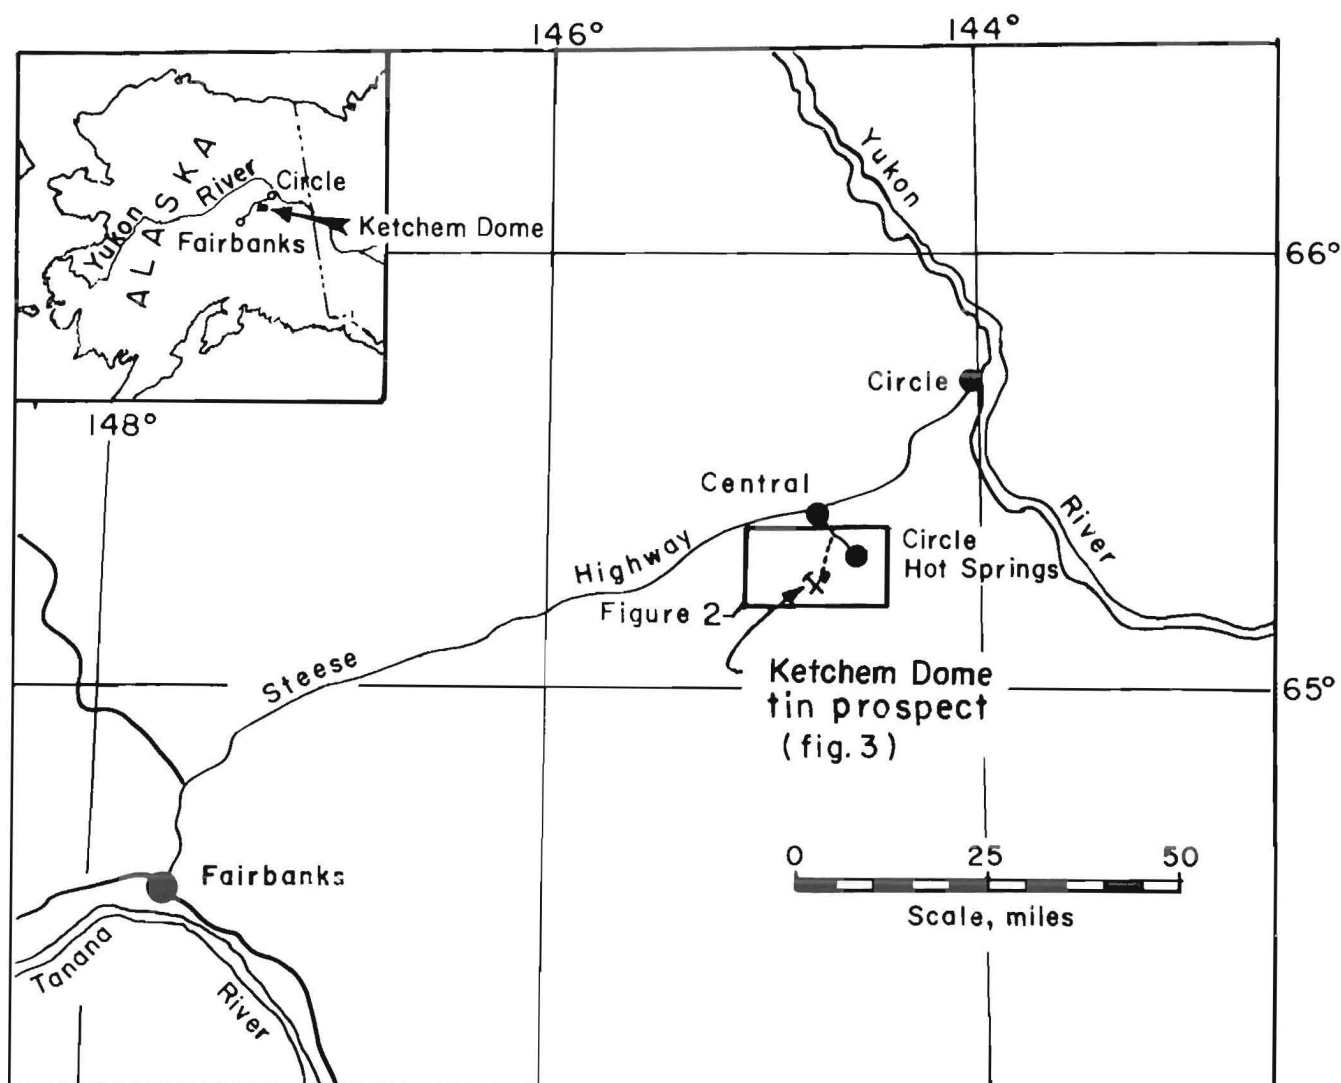 146°
144°
ALASKA
Yukon River
Circle
Ketchem Dome
Fairbanks
Yukon
66°
Circle
148°
Central
River
Circle
Hot Springs
Steese Highway
Figure 2
Ketchem Dome
tin prospect
(fig. 3)
65°
Fairbanks
0 25 50
Scale, miles
Tanana
River